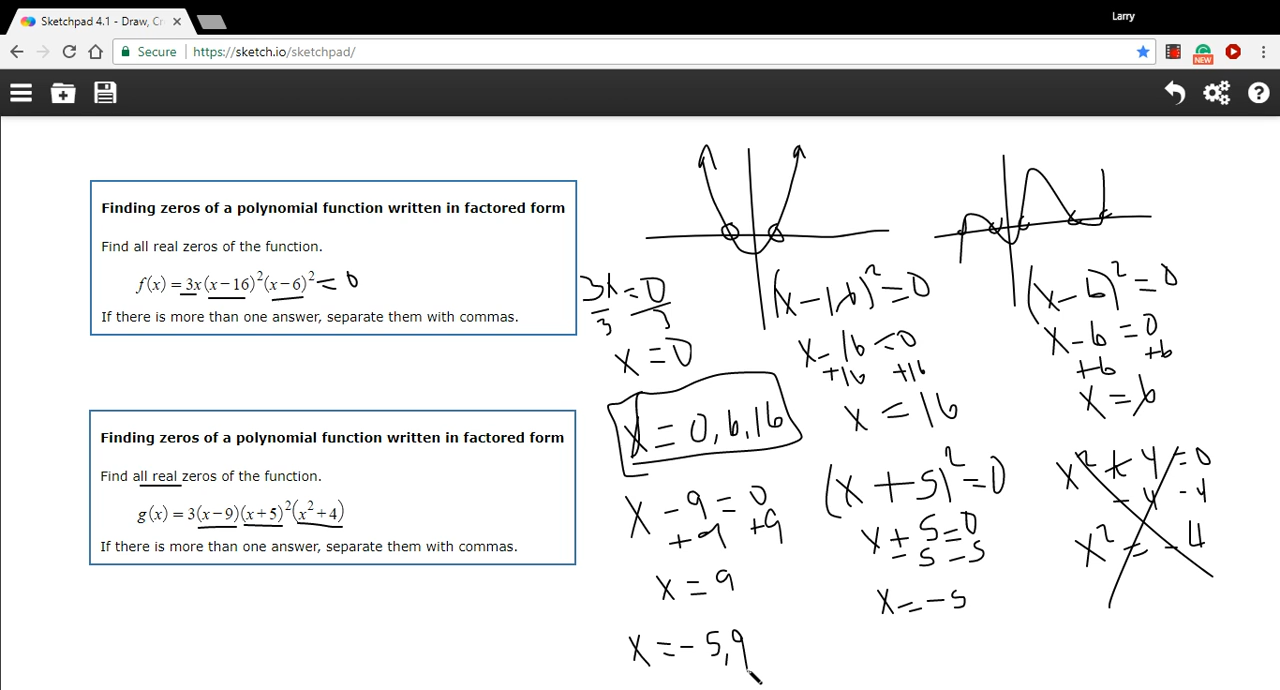 Larry
Sketchpad 4.1 - Draw, Cr
Secure https://sketch.io/sketchpad/
NEW
Finding zeros of a polynomial function written in factored form
Find all real zeros of the function.
f(x) = 3x(x−16)²(x−6)² = 0
If there is more than one answer, separate them with commas.
3x = 0
3 3
x = 0
(x − 16)² = 0
x − 16 = 0
+16 +16
x = 16
(x − 6)² = 0
x − 6 = 0
+6 +6
x = 6
x = 0, 6, 16
Finding zeros of a polynomial function written in factored form
Find all real zeros of the function.
g(x) = 3(x−9)(x+5)²(x²+4)
If there is more than one answer, separate them with commas.
x − 9 = 0
+9 +9
x = 9
(x + 5)² = 0
x + 5 = 0
−5 −5
x = −5
x² + 4 = 0
−4 −4
x² = −4
x = −5, 9